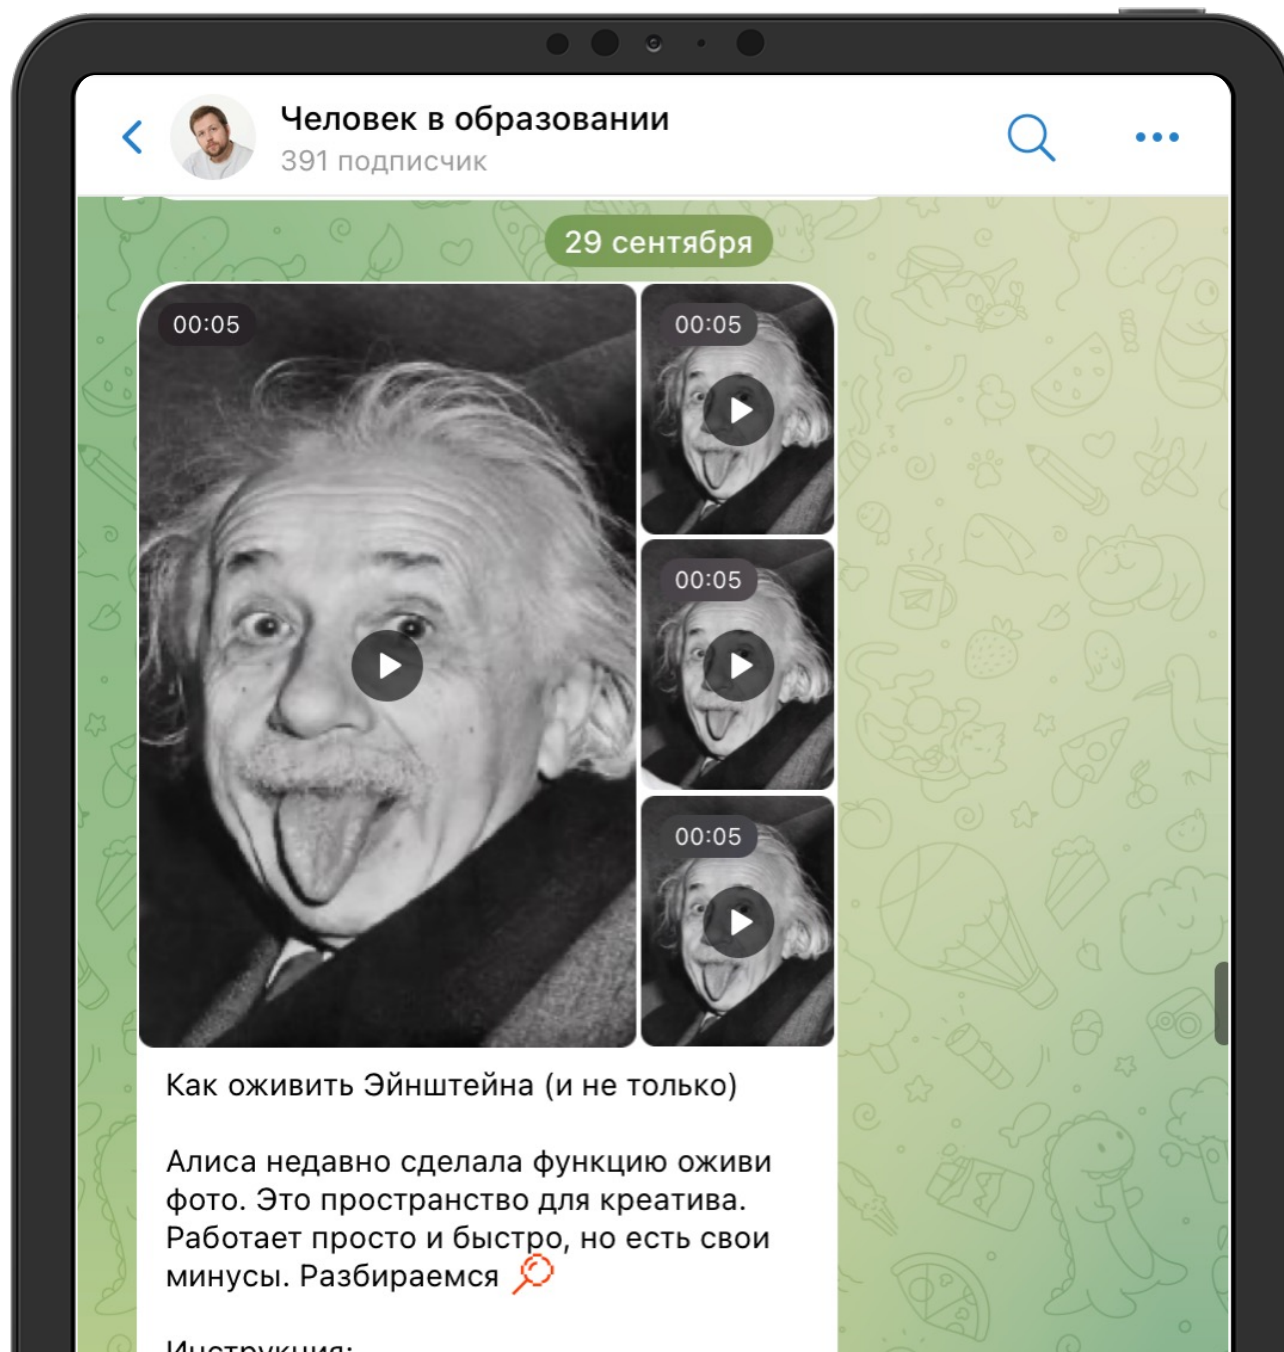 Человек в образовании
391 подписчик
29 сентября
00:05
00:05
00:05
00:05
Как оживить Эйнштейна (и не только)
Алиса недавно сделала функцию оживи
фото. Это пространство для креатива.
Работает просто и быстро, но есть свои
минусы. Разбираемся
Инструкция: